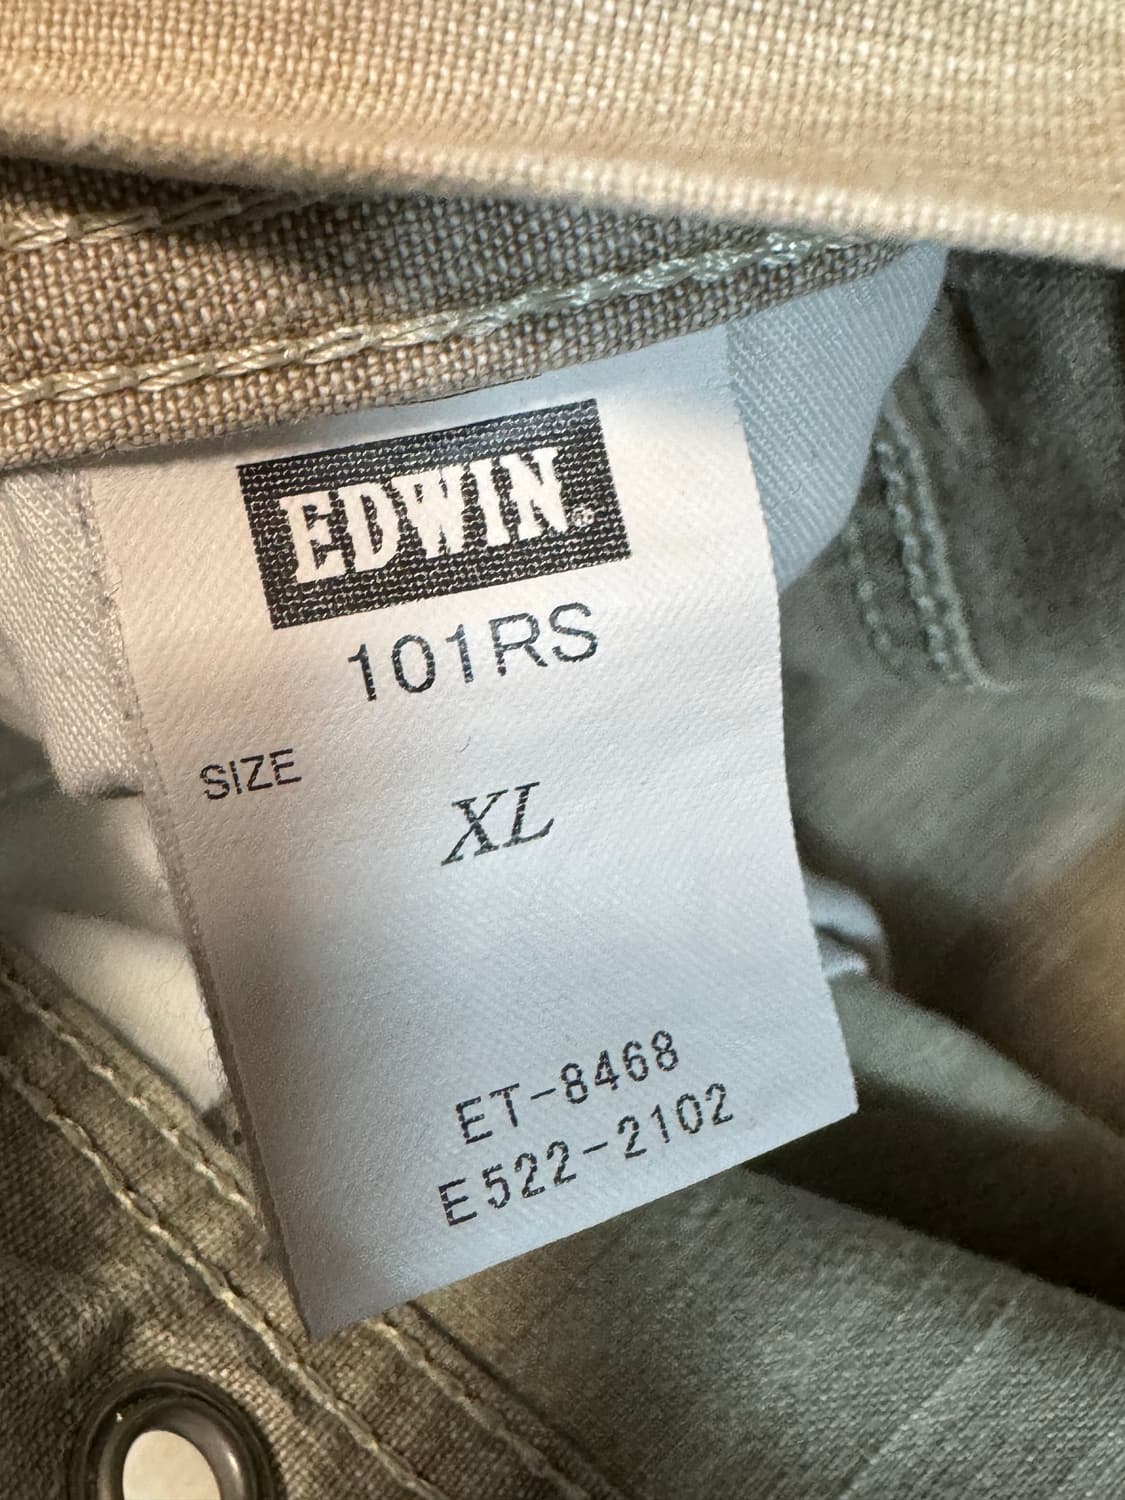 EDWIN®
101RS
SIZE
XL
ET-8468
E522-2102